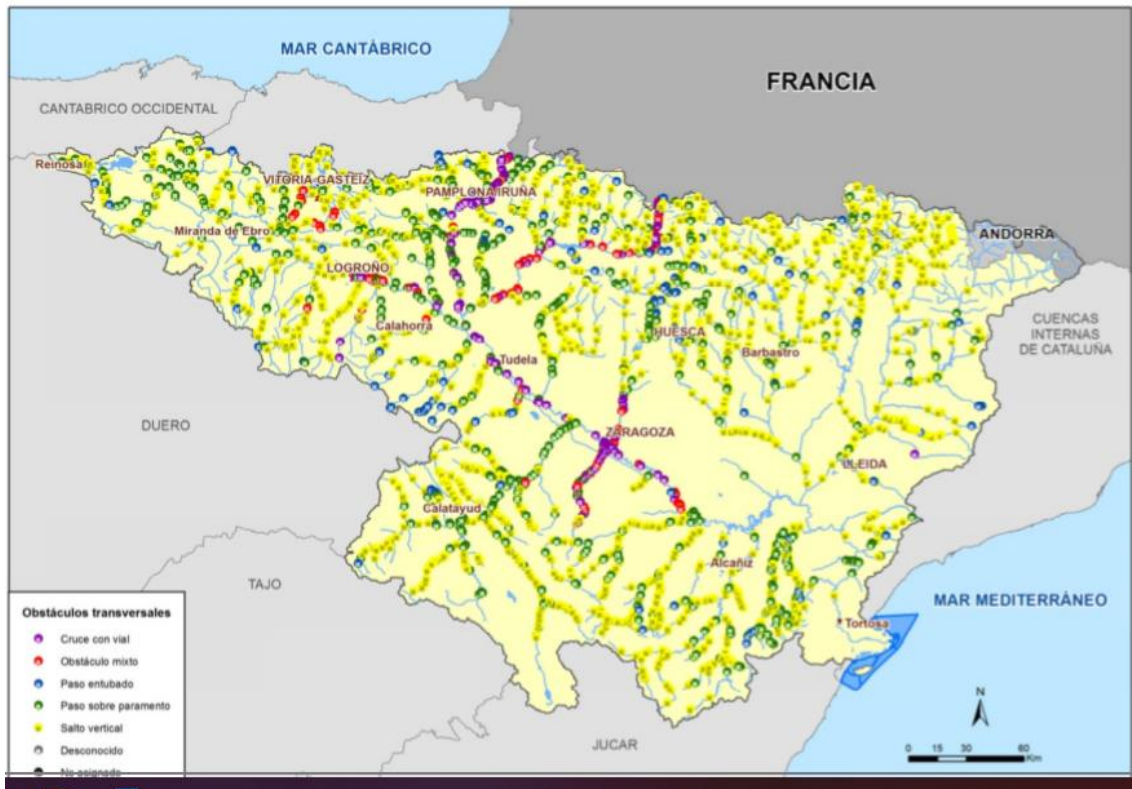 MAR CANTÁBRICO
FRANCIA
CANTABRICO OCCIDENTAL
Reinosa
VITORIA-GASTEIZ
PAMPLONA/IRUÑA
Miranda de Ebro
ANDORRA
LOGROÑO
CUENCAS
INTERNAS
DE CATALUÑA
Calahorra
HUESCA
Barbastro
Tudela
DUERO
ZARAGOZA
LLEIDA
Calatayud
Alcañiz
TAJO
MAR MEDITERRÁNEO
Tortosa
JUCAR
Obstáculos transversales
Cruce con vial
Obstáculo mixto
Paso entubado
Paso sobre paramento
Salto vertical
Desconocido
No asignado
N
0 15 30 60
Km